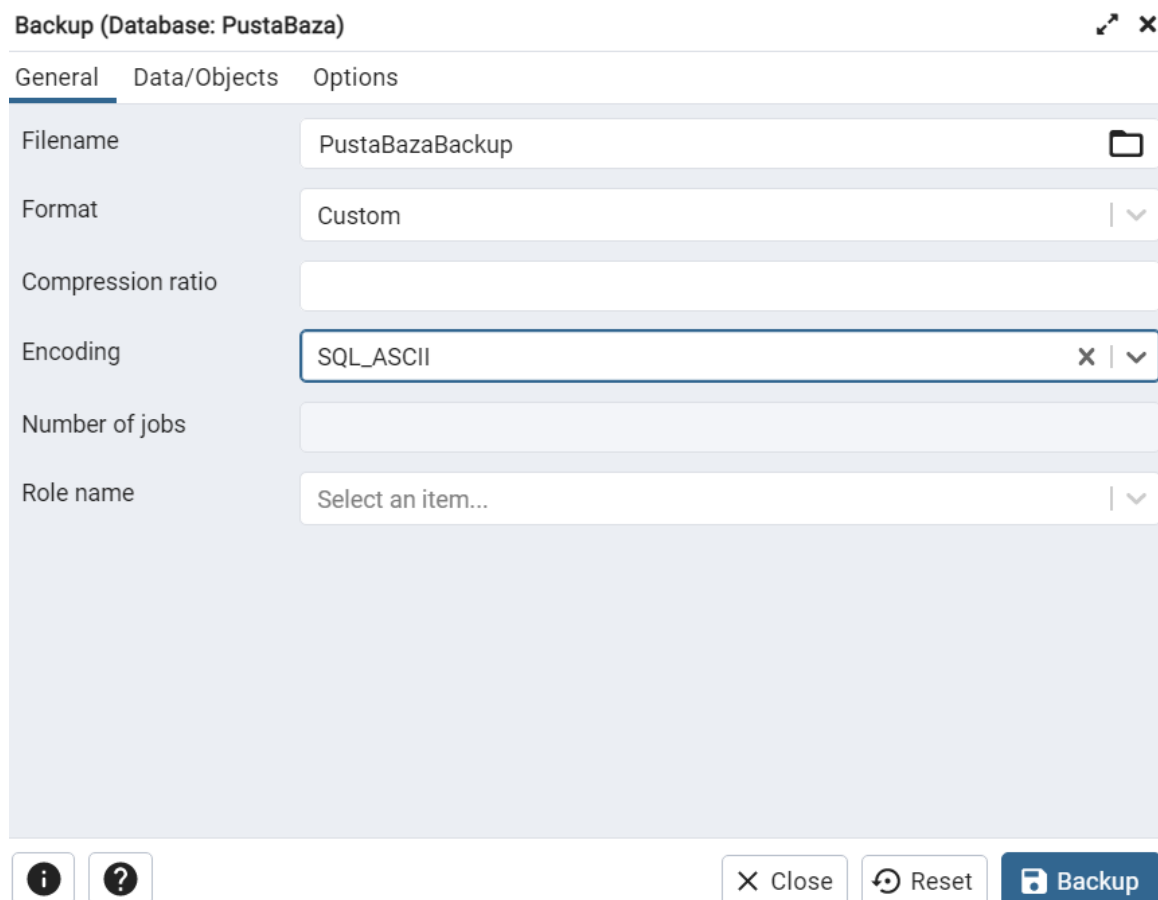 Backup (Database: PustaBaza)
General Data/Objects Options
Filename PustaBazaBackup
Format Custom
Compression ratio
Encoding SQL_ASCII
Number of jobs
Role name Select an item...
Close Reset Backup